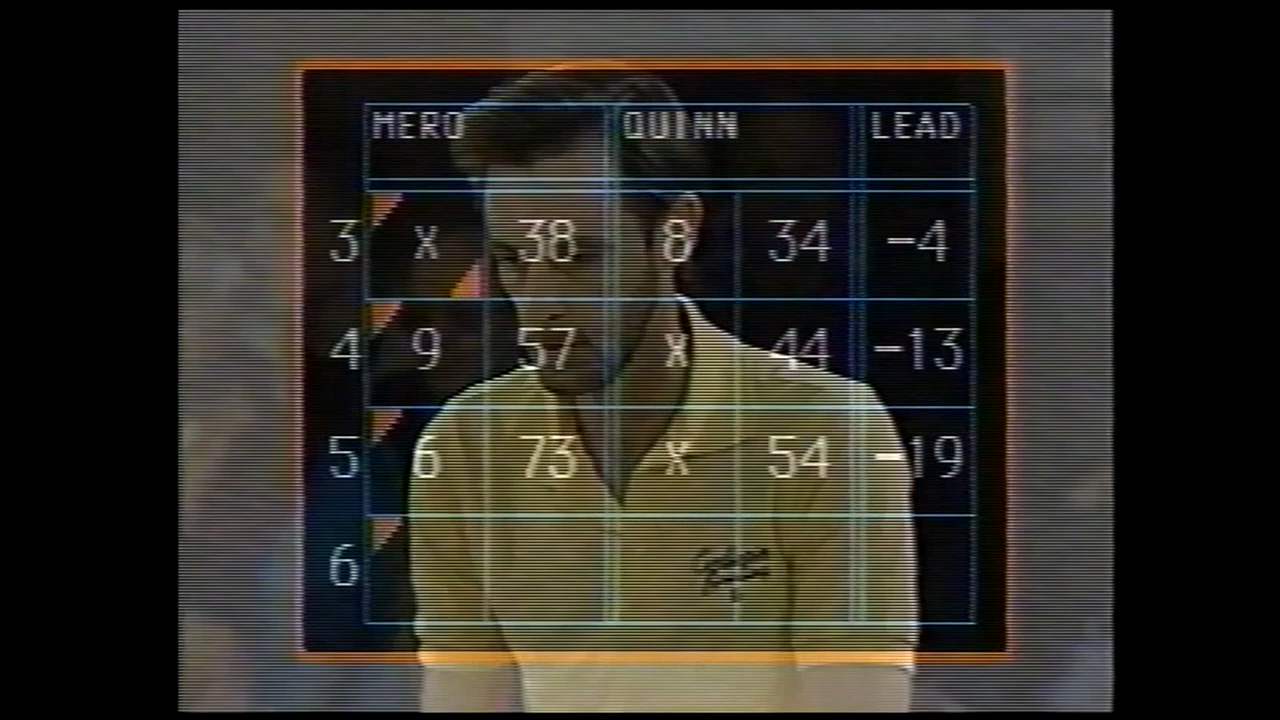 MERO QUINN LEAD
3 X 38 8 34 -4
4 9 57 X 44 -13
5 6 73 X 54 -19
6